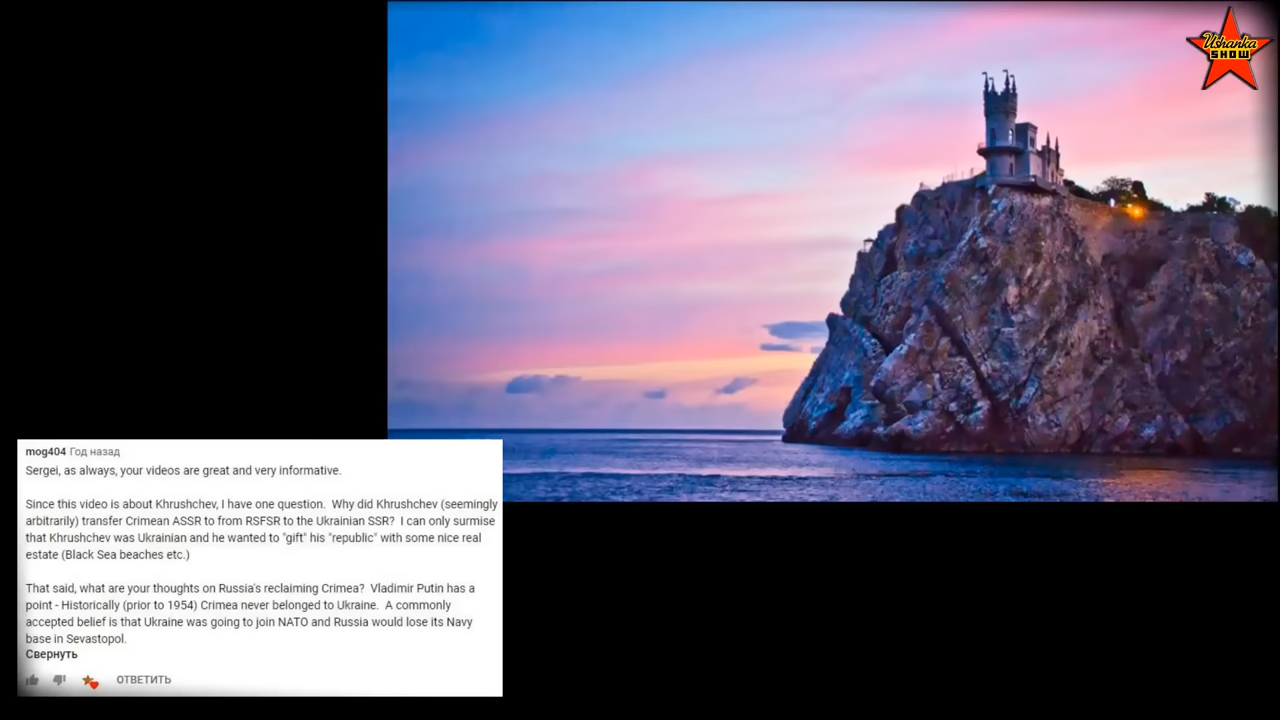 Ushanka
SHOW
mog404 Год назад
Sergei, as always, your videos are great and very informative.
Since this video is about Khrushchev, I have one question. Why did Khrushchev (seemingly
arbitrarily) transfer Crimean ASSR to from RSFSR to the Ukrainian SSR? I can only surmise
that Khrushchev was Ukrainian and he wanted to "gift" his "republic" with some nice real
estate (Black Sea beaches etc.)
That said, what are your thoughts on Russia's reclaiming Crimea? Vladimir Putin has a
point - Historically (prior to 1954) Crimea never belonged to Ukraine. A commonly
accepted belief is that Ukraine was going to join NATO and Russia would lose its Navy
base in Sevastopol.
Свернуть
ОТВЕТИТЬ